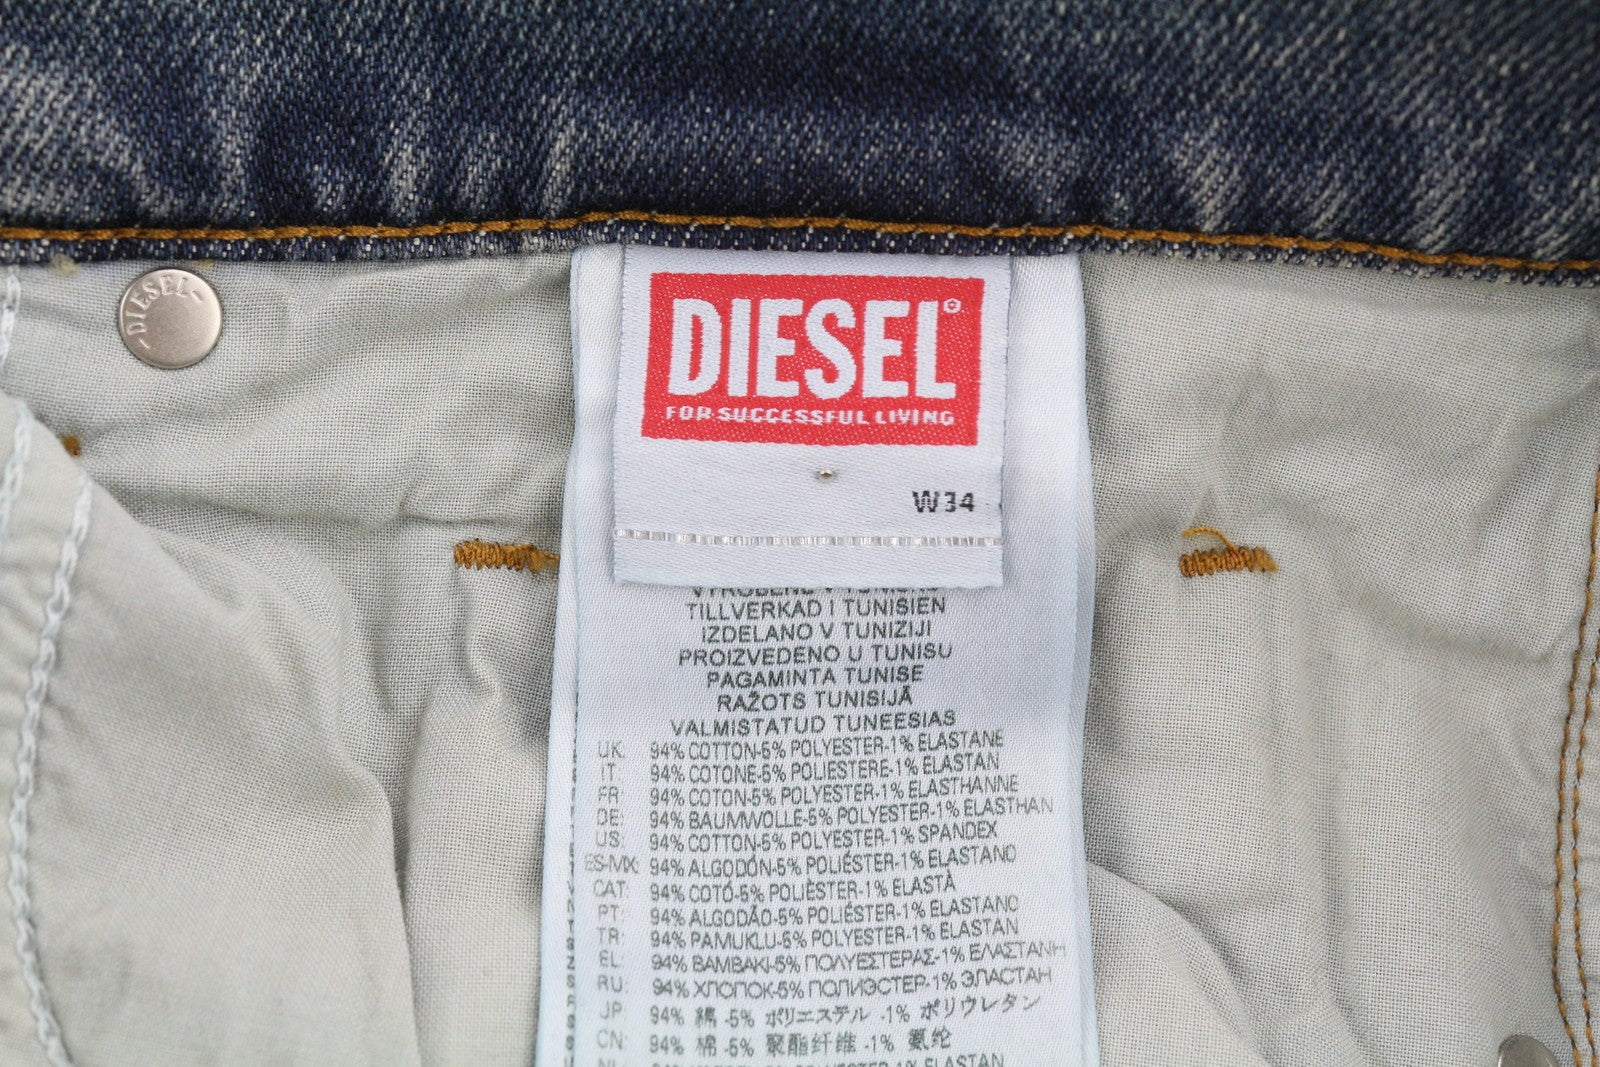 -DIESEL-
DIESEL
FOR SUCCESSFUL LIVING
W34
TILLVERKAD I TUNISIEN
IZDELANO V TUNIZIJI
PROIZVEDENO U TUNISU
PAGAMINTA TUNISE
RAŽOTS TUNISIJĀ
VALMISTATUD TUNEESIAS
UK: 94% COTTON-5% POLYESTER-1% ELASTANE
IT: 94% COTONE-5% POLIESTERE-1% ELASTAN
FR: 94% COTON-5% POLYESTER-1% ELASTHANNE
DE: 94% BAUMWOLLE-5% POLYESTER-1% ELASTHAN
US: 94% COTTON-5% POLYESTER-1% SPANDEX
ES-MX: 94% ALGODÓN-5% POLIÉSTER-1% ELASTANO
CAT: 94% COTÓ-5% POLIÈSTER-1% ELASTÀ
PT: 94% ALGODÃO-5% POLIÉSTER-1% ELASTANO
TR: 94% PAMUKLU-5% POLYESTER-1% ELASTAN
EL: 94% ΒΑΜΒΑΚΙ-5% ΠΟΛΥΕΣΤΕΡΑΣ-1% ΕΛΑΣΤΑΝΗ
RU: 94% ХЛОПОК-5% ПОЛИЭСТЕР-1% ЭЛАСТАН
JP: 94% 綿 -5% ポリエステル -1% ポリウレタン
CN: 94% 棉 -5% 聚酯纤维 -1% 氨纶